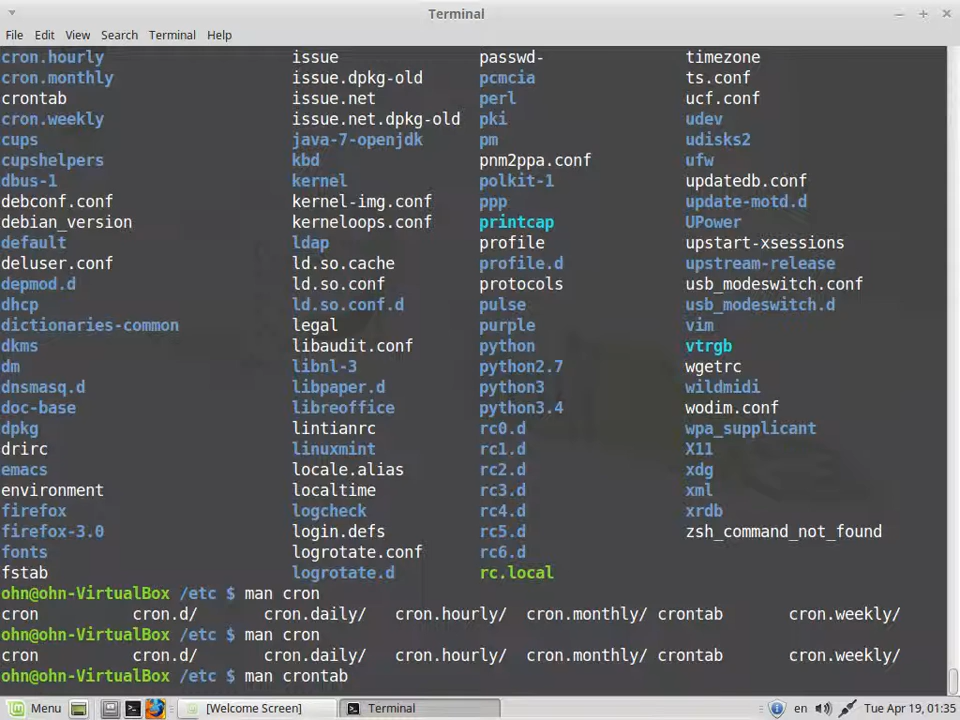 Terminal
File Edit View Search Terminal Help
cron.hourly issue passwd- timezone
cron.monthly issue.dpkg-old pcmcia ts.conf
crontab issue.net perl ucf.conf
cron.weekly issue.net.dpkg-old pki udev
cups java-7-openjdk pm udisks2
cupshelpers kbd pnm2ppa.conf ufw
dbus-1 kernel polkit-1 updatedb.conf
debconf.conf kernel-img.conf ppp update-motd.d
debian_version kerneloops.conf printcap UPower
default ldap profile upstart-xsessions
deluser.conf ld.so.cache profile.d upstream-release
depmod.d ld.so.conf protocols usb_modeswitch.conf
dhcp ld.so.conf.d pulse usb_modeswitch.d
dictionaries-common legal purple vim
dkms libaudit.conf python vtrgb
dm libnl-3 python2.7 wgetrc
dnsmasq.d libpaper.d python3 wildmidi
doc-base libreoffice python3.4 wodim.conf
dpkg lintianrc rc0.d wpa_supplicant
drirc linuxmint rc1.d X11
emacs locale.alias rc2.d xdg
environment localtime rc3.d xml
firefox logcheck rc4.d xrdb
firefox-3.0 login.defs rc5.d zsh_command_not_found
fonts logrotate.conf rc6.d
fstab logrotate.d rc.local
ohn@ohn-VirtualBox /etc $ man cron
cron cron.d/ cron.daily/ cron.hourly/ cron.monthly/ crontab cron.weekly/
ohn@ohn-VirtualBox /etc $ man cron
cron cron.d/ cron.daily/ cron.hourly/ cron.monthly/ crontab cron.weekly/
ohn@ohn-VirtualBox /etc $ man crontab
Menu [Welcome Screen] Terminal en Tue Apr 19, 01:35